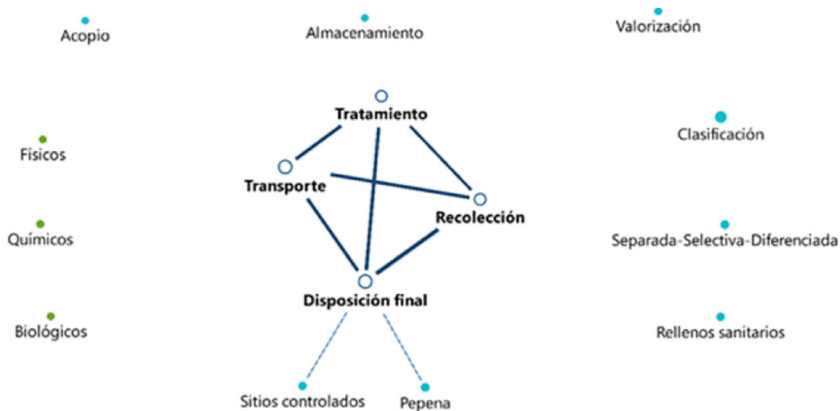 Acopio
Almacenamiento
Valorización
Tratamiento
Clasificación
Físicos
Transporte
Recolección
Químicos
Separada-Selectiva-Diferenciada
Disposición final
Biológicos
Rellenos sanitarios
Sitios controlados
Pepena